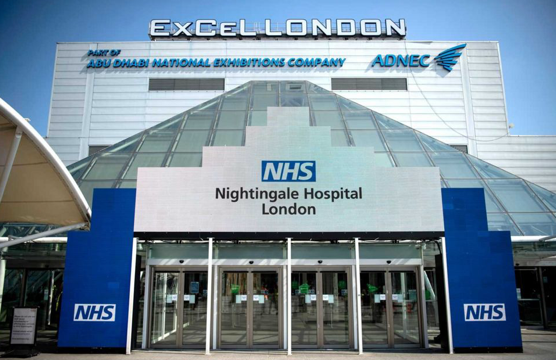 ExCeL LONDON
PART OF
ABU DHABI NATIONAL EXHIBITIONS COMPANY
ADNEC
NHS
Nightingale Hospital
London
NHS
NHS